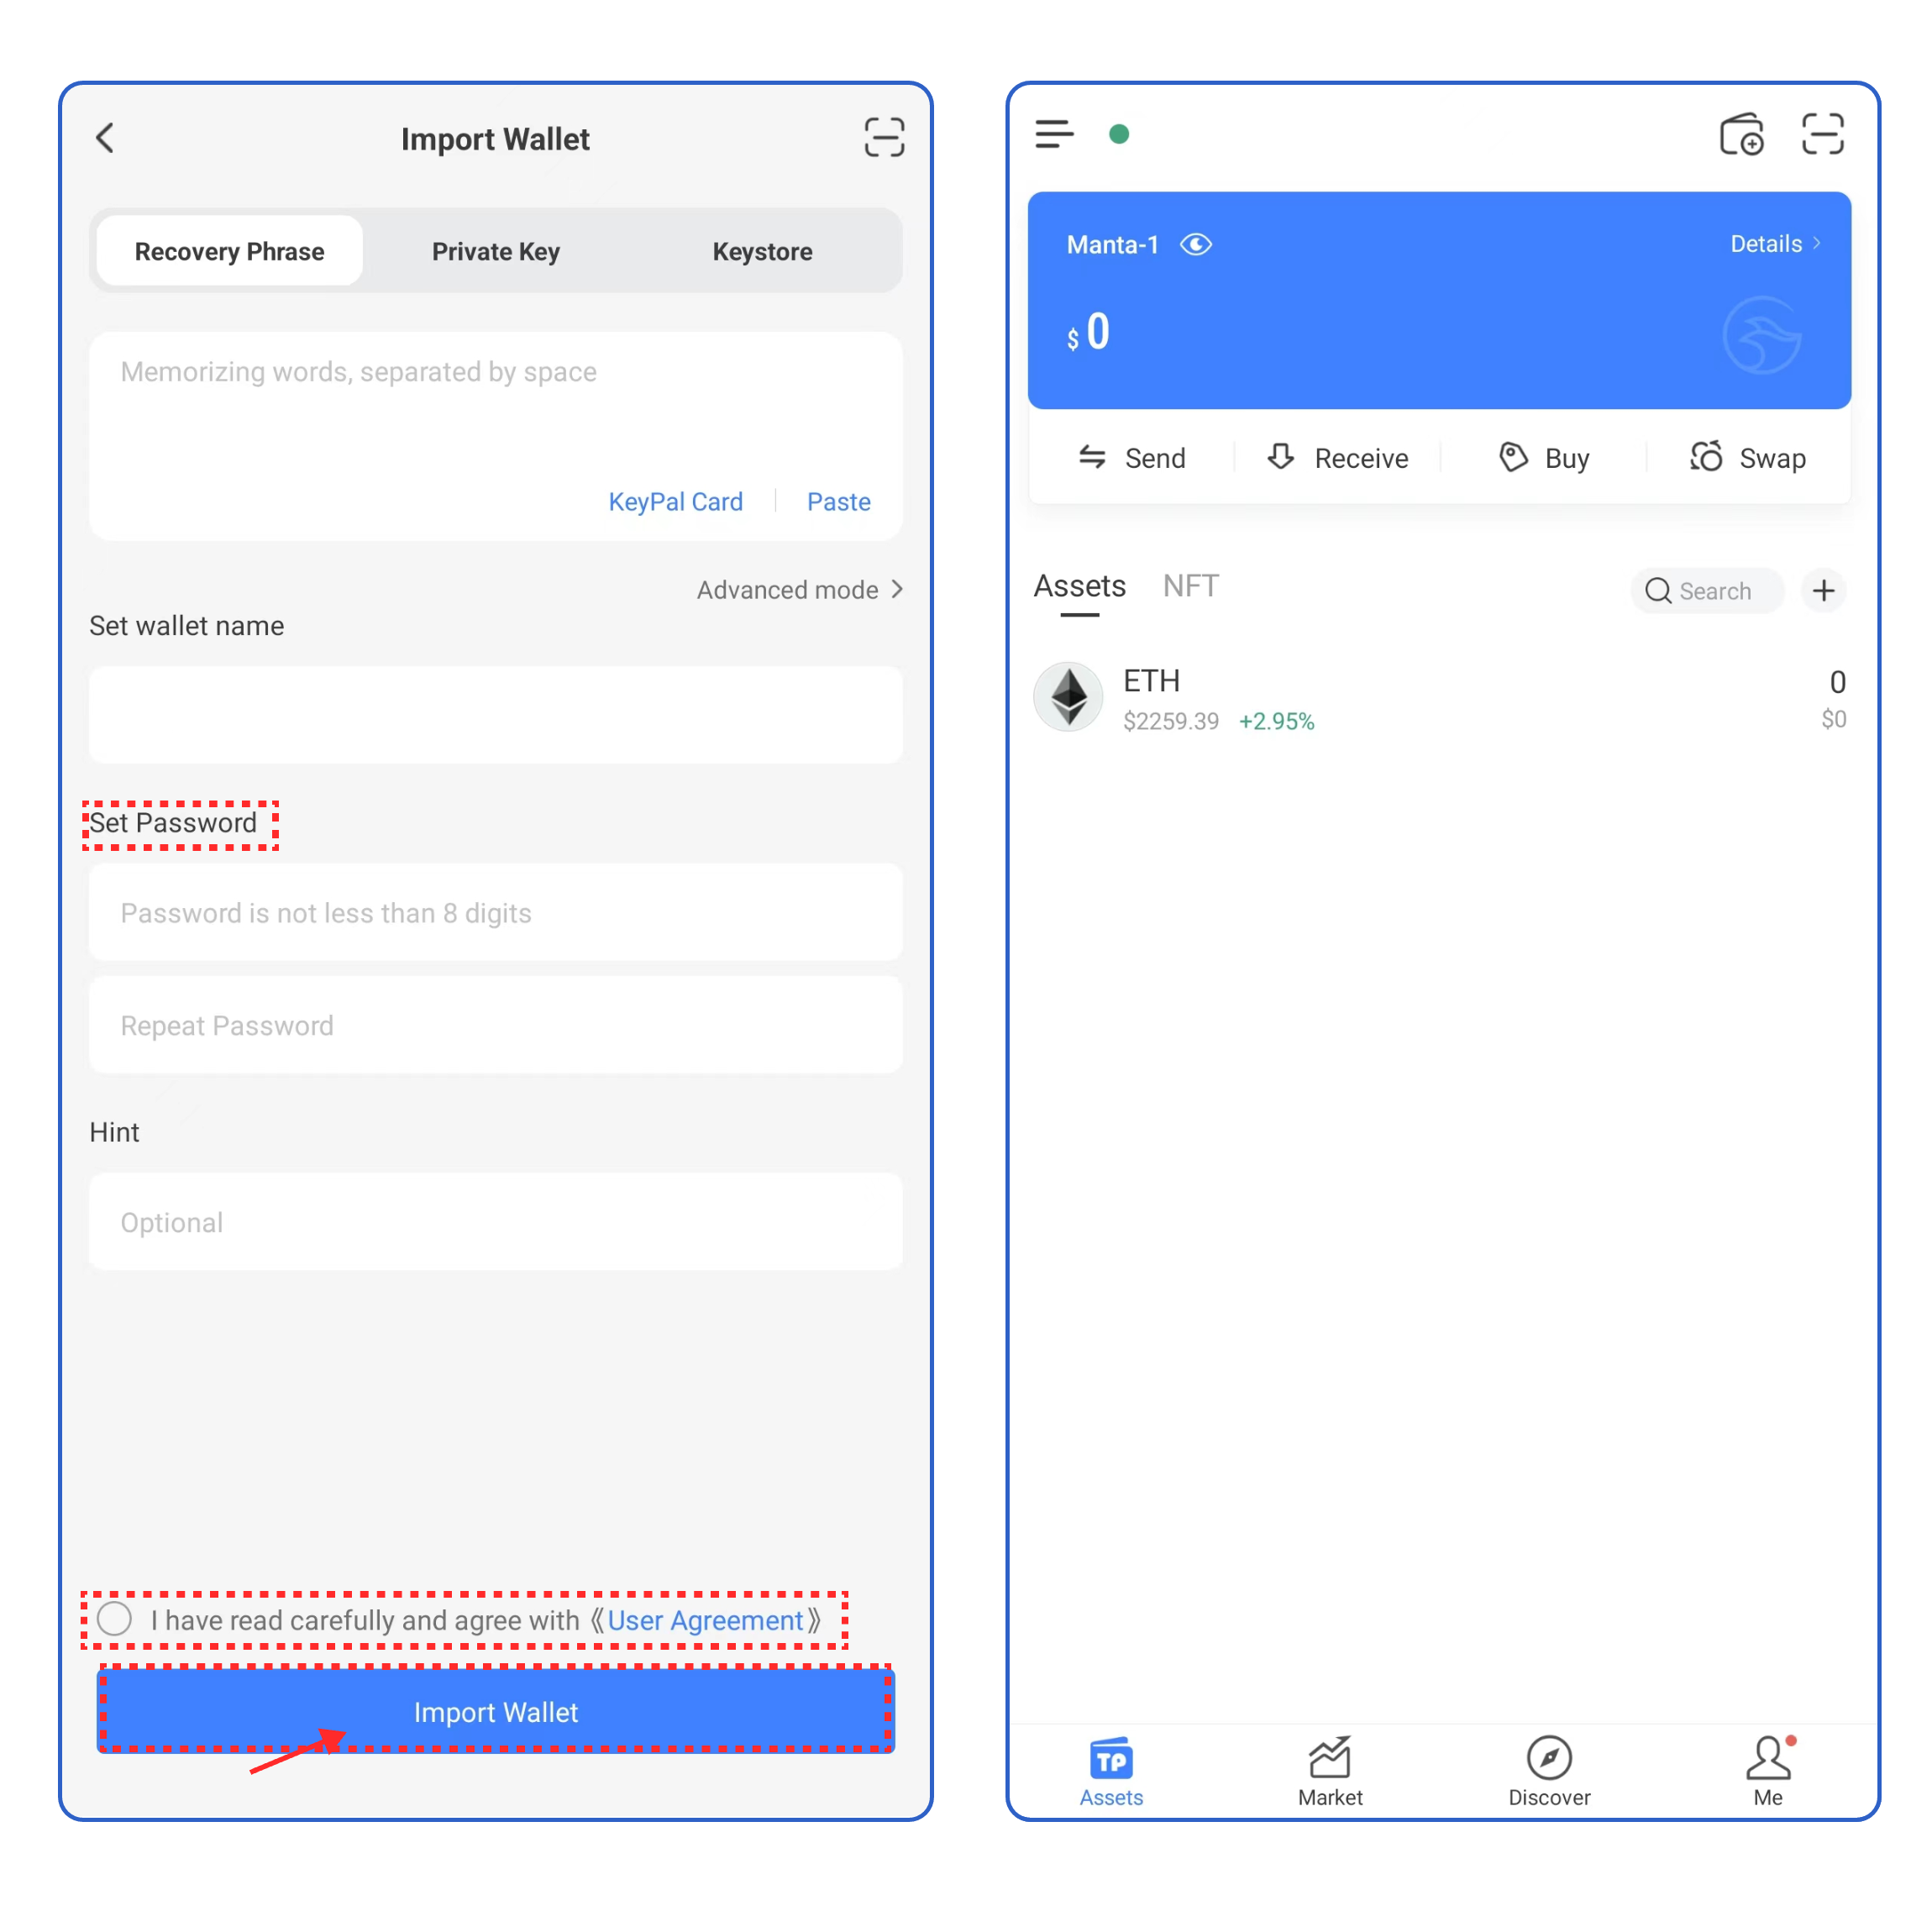 Import Wallet
Recovery Phrase Private Key Keystore
Memorizing words, separated by space
KeyPal Card Paste
Advanced mode
Set wallet name
Set Password
Password is not less than 8 digits
Repeat Password
Hint
Optional
I have read carefully and agree with《User Agreement》
Import Wallet
Manta-1 Details
$ 0
Send Receive Buy Swap
Assets NFT Search
ETH 0
$2259.39 +2.95% $0
TP
Assets Market Discover Me